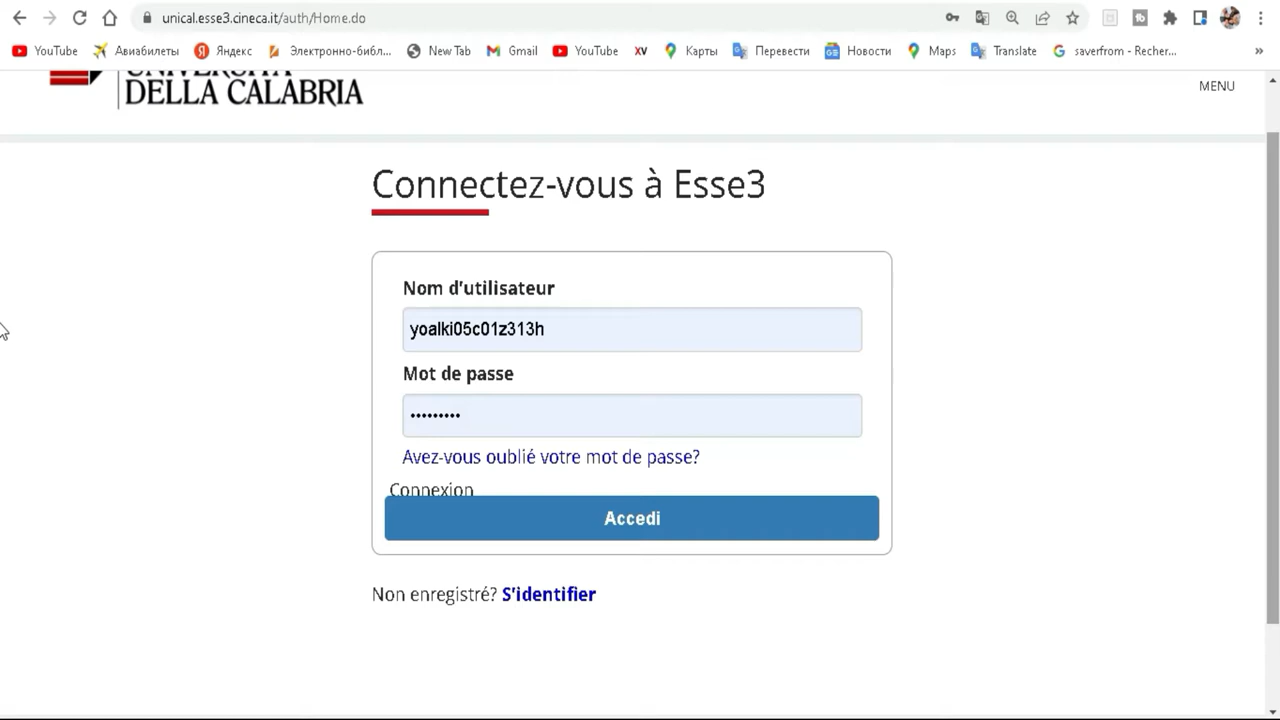 unical.esse3.cineca.it/auth/Home.do
YouTube Авиабилеты Яндекс Электронно-библ... New Tab Gmail YouTube XV Карты Перевести Новости Maps Translate saverfrom - Recher... »
UNIVERSITÀ
DELLA CALABRIA
MENU
Connectez-vous à Esse3
Nom d'utilisateur
yoalki05c01z313h
Mot de passe
•••••••••
Avez-vous oublié votre mot de passe?
Connexion
Accedi
Non enregistré? S'identifier